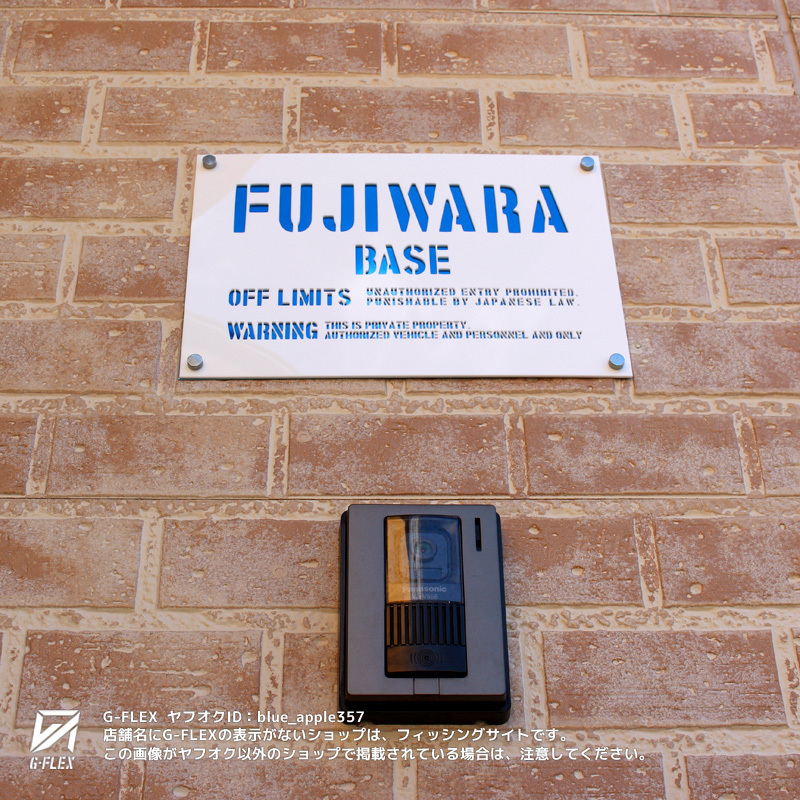 FUJIWARA
BASE
OFF LIMITS UNAUTHORIZED ENTRY PROHIBITED.
PUNISHABLE BY JAPANESE LAW.
WARNING THIS IS PRIVATE PROPERTY.
AUTHORIZED VEHICLE AND PERSONNEL AND ONLY
Panasonic
G-FLEX ヤフオクID：blue_apple357
店舗名にG-FLEXの表示がないショップは、フィッシングサイトです。
この画像がヤフオク以外のショップで掲載されている場合は、注意してください。
G-FLEX